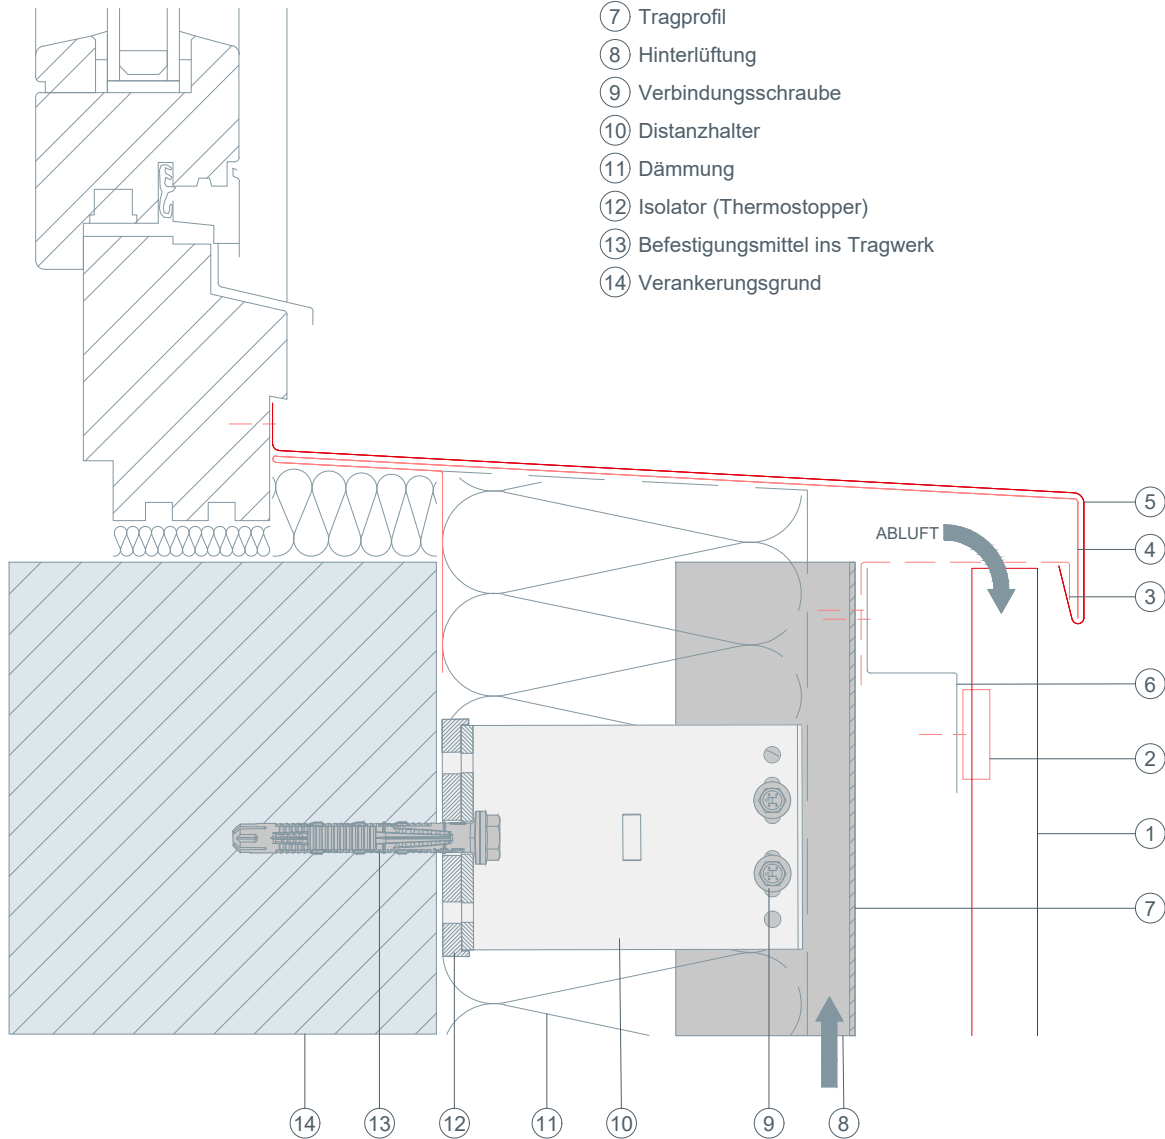 7 Tragprofil
8 Hinterlüftung
9 Verbindungsschraube
10 Distanzhalter
11 Dämmung
12 Isolator (Thermostopper)
13 Befestigungsmittel ins Tragwerk
14 Verankerungsgrund
5
ABLUFT
4
3
6
2
1
7
14 13 12 11 10 9 8